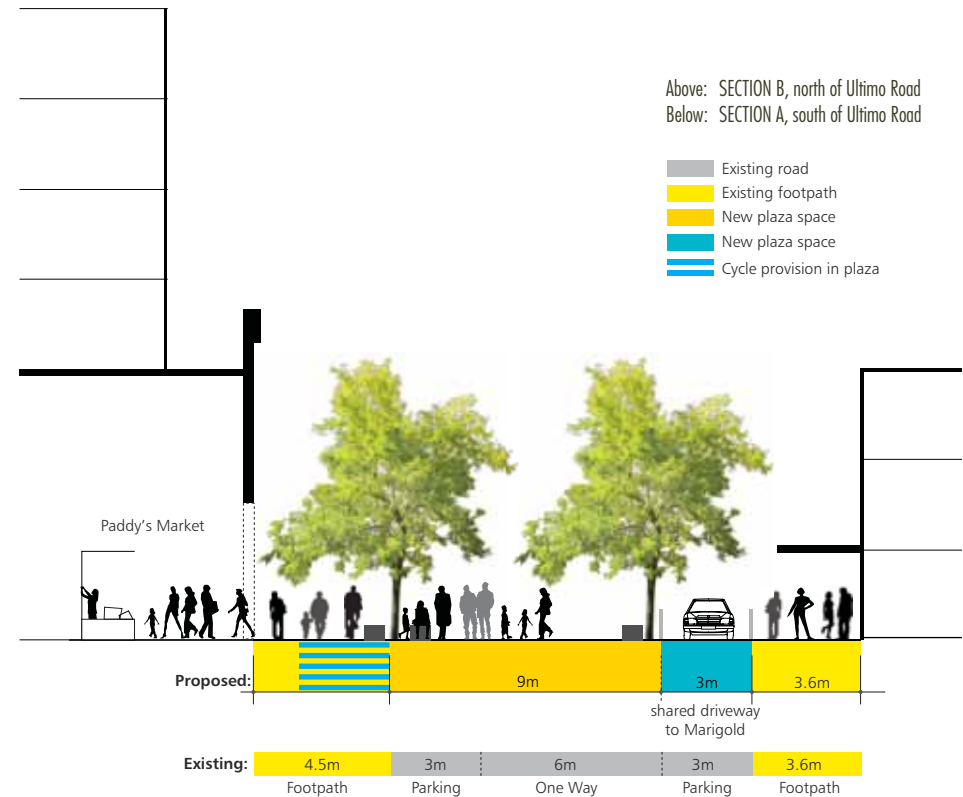 Above: SECTION B, north of Ultimo Road
Below: SECTION A, south of Ultimo Road
Existing road
Existing footpath
New plaza space
New plaza space
Cycle provision in plaza
Paddy's Market
Proposed:
9m
3m
3.6m
shared driveway
to Marigold
Existing:
4.5m
3m
6m
3m
3.6m
Footpath
Parking
One Way
Parking
Footpath